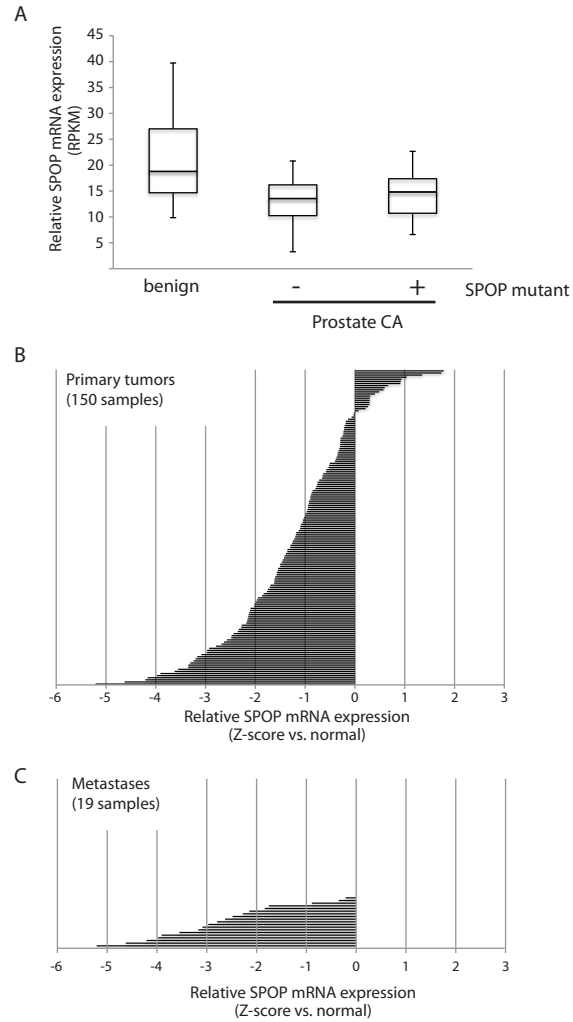 A
Relative SPOP mRNA expression
(RPKM)
45
40
35
30
25
20
15
10
5
benign
- + SPOP mutant
Prostate CA
B
Primary tumors
(150 samples)
-6 -5 -4 -3 -2 -1 0 1 2 3
Relative SPOP mRNA expression
(Z-score vs. normal)
C
Metastases
(19 samples)
-6 -5 -4 -3 -2 -1 0 1 2 3
Relative SPOP mRNA expression
(Z-score vs. normal)